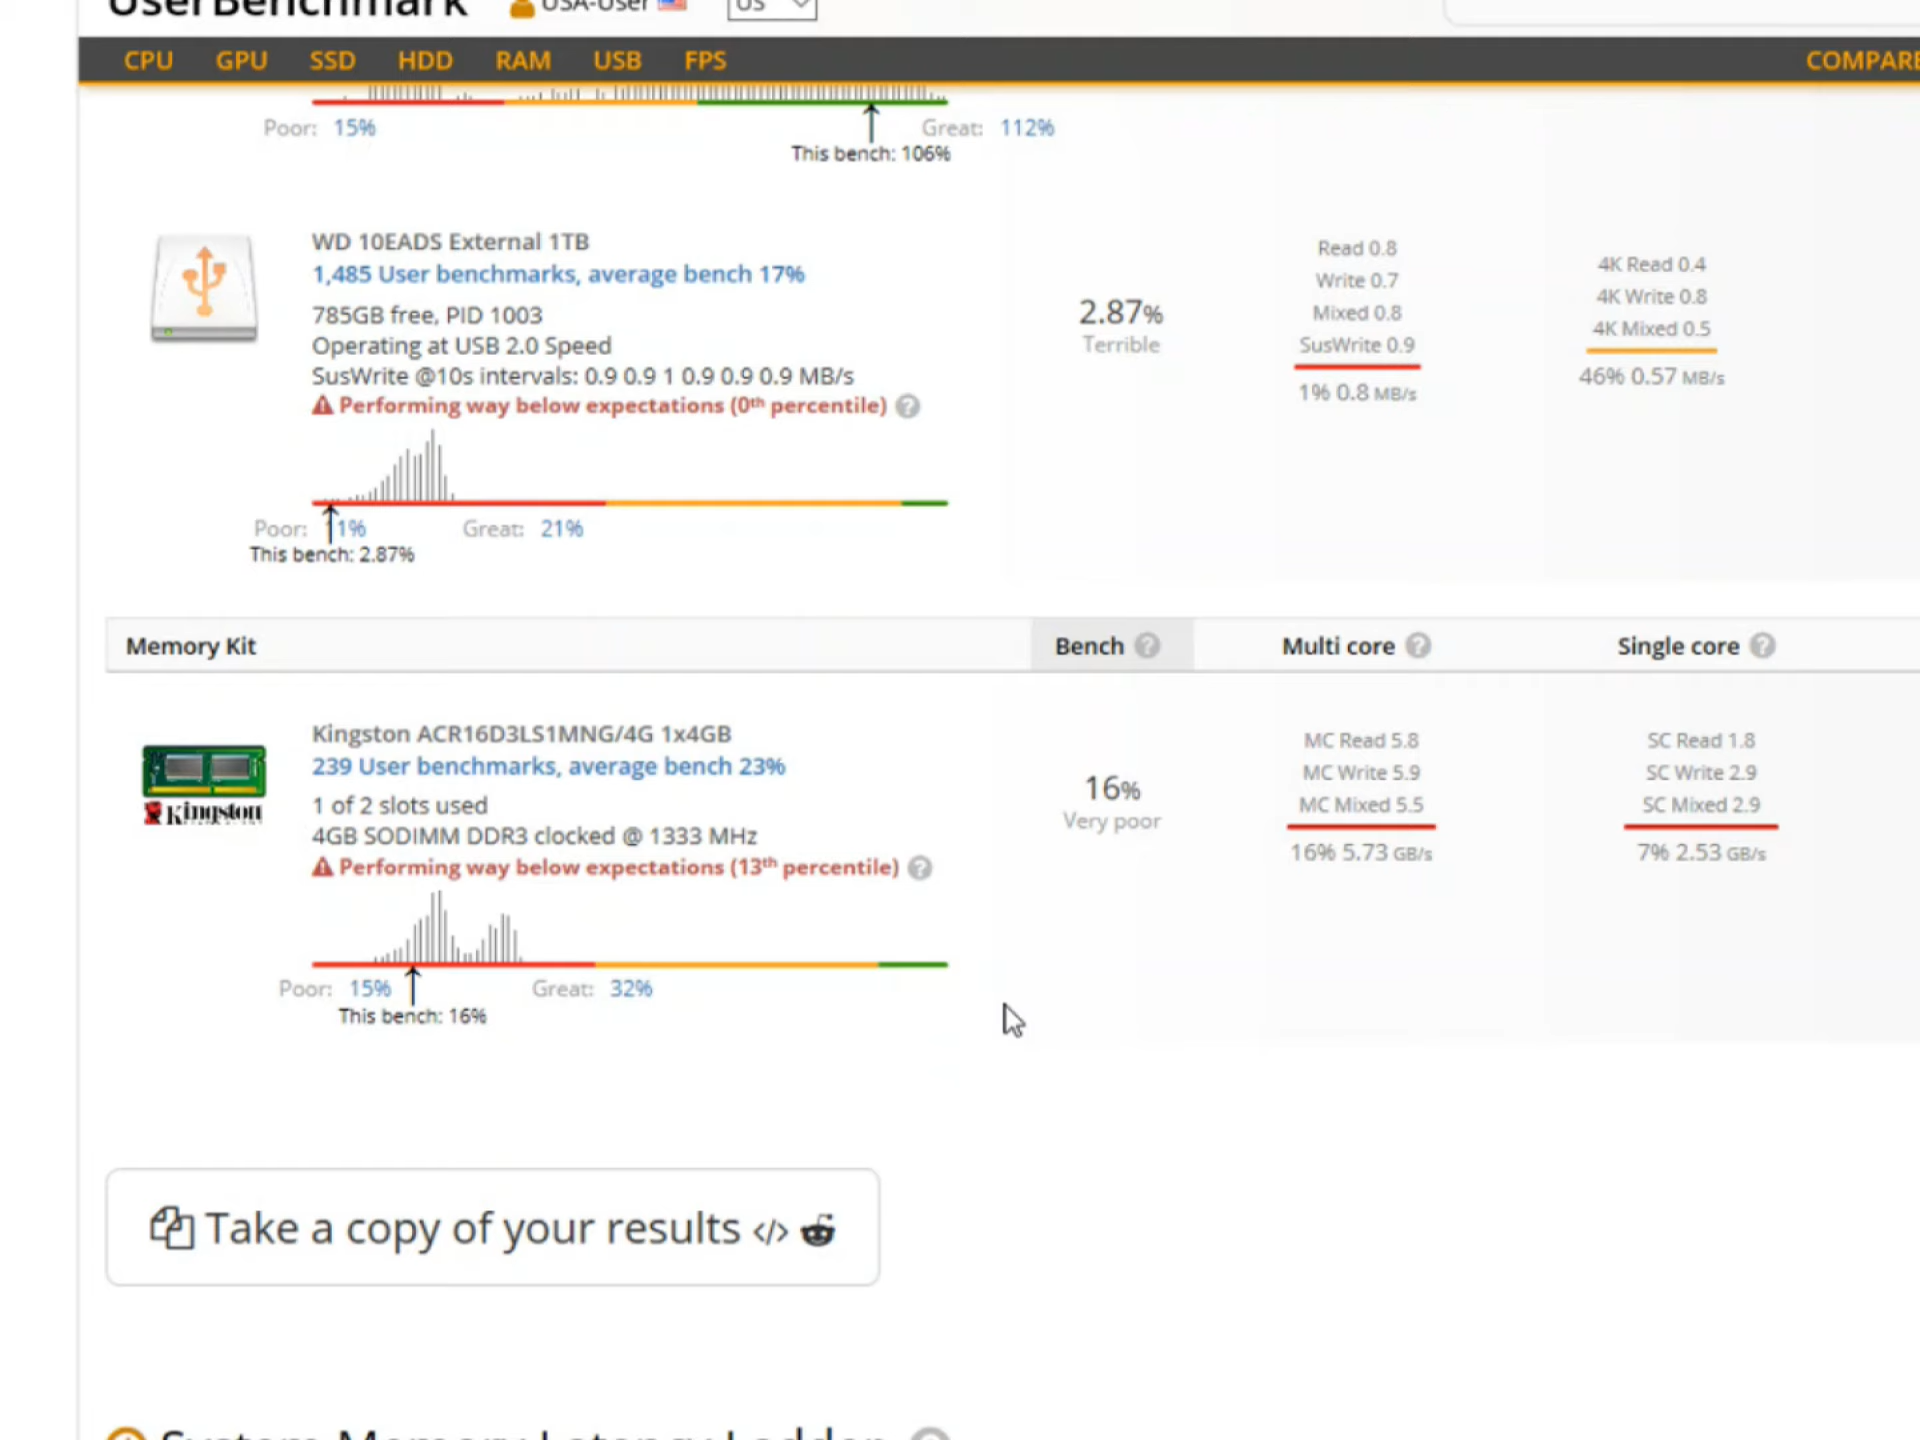 UserBenchmark USA-User US
CPU GPU SSD HDD RAM USB FPS COMPARE
Poor: 15% Great: 112%
This bench: 106%
WD 10EADS External 1TB
1,485 User benchmarks, average bench 17%
785GB free, PID 1003
Operating at USB 2.0 Speed
SusWrite @10s intervals: 0.9 0.9 1 0.9 0.9 0.9 MB/s
Performing way below expectations (0th percentile) ?
2.87%
Terrible
Read 0.8
Write 0.7
Mixed 0.8
SusWrite 0.9
1% 0.8 MB/s
4K Read 0.4
4K Write 0.8
4K Mixed 0.5
46% 0.57 MB/s
Poor: 11% Great: 21%
This bench: 2.87%
Memory Kit Bench ? Multi core ? Single core ?
Kingston ACR16D3LS1MNG/4G 1x4GB
239 User benchmarks, average bench 23%
1 of 2 slots used
4GB SODIMM DDR3 clocked @ 1333 MHz
Performing way below expectations (13th percentile) ?
Kingston
16%
Very poor
MC Read 5.8
MC Write 5.9
MC Mixed 5.5
16% 5.73 GB/s
SC Read 1.8
SC Write 2.9
SC Mixed 2.9
7% 2.53 GB/s
Poor: 15% Great: 32%
This bench: 16%
Take a copy of your results </>
System Memory Latency Ladder